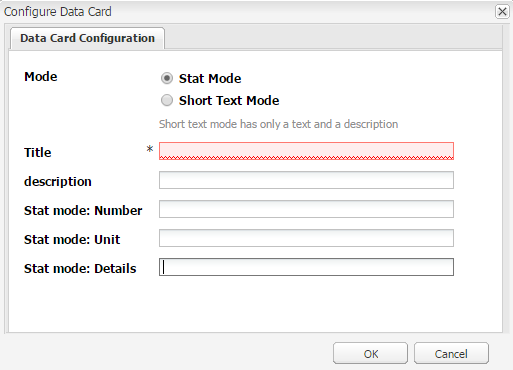 Configure Data Card
Data Card Configuration
Mode
Stat Mode
Short Text Mode
Short text mode has only a text and a description
Title *
description
Stat mode: Number
Stat mode: Unit
Stat mode: Details
OK Cancel